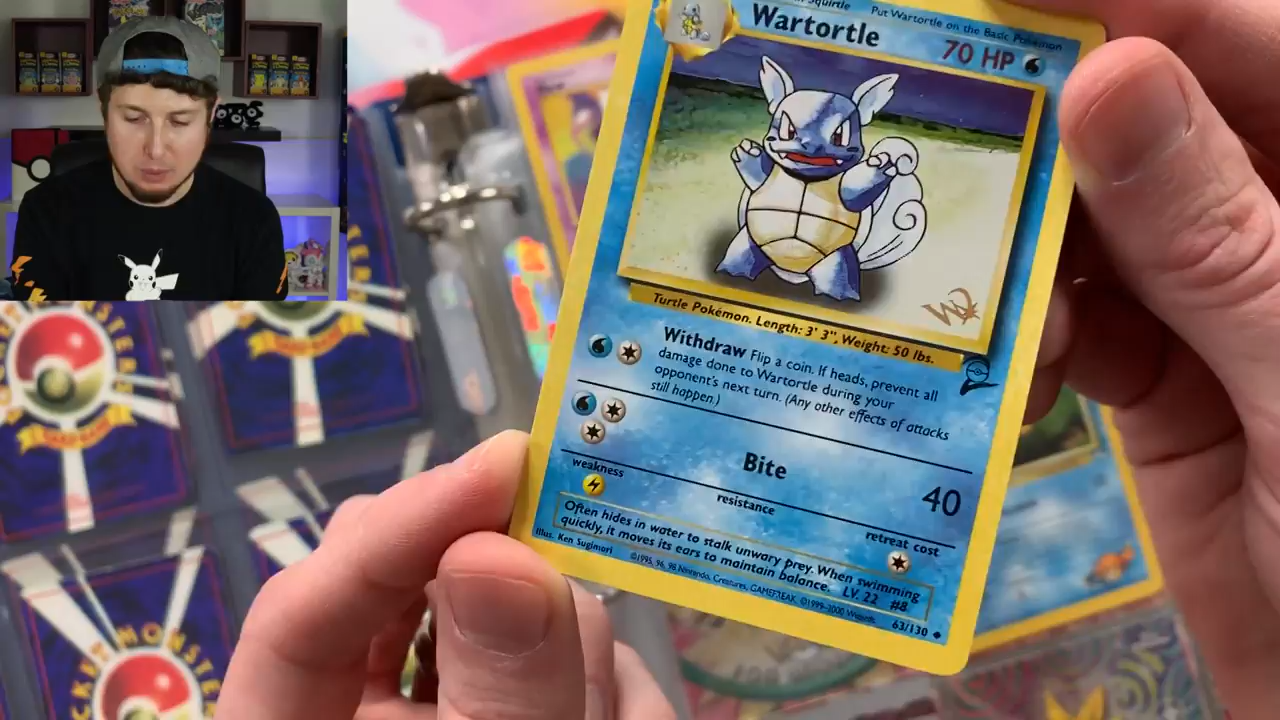 Squirtle Put Wartortle on the Basic Pokémon
Wartortle 70 HP
W
Turtle Pokémon. Length: 3' 3", Weight: 50 lbs.
Withdraw Flip a coin. If heads, prevent all
damage done to Wartortle during your
opponent's next turn. (Any other effects of attacks
still happen.)
Bite 40
weakness resistance retreat cost
Often hides in water to stalk unwary prey. When swimming
quickly, it moves its ears to maintain balance. LV. 22 #8
Illus. Ken Sugimori ©1995, 96, 98 Nintendo, Creatures, GAMEFREAK. ©1999-2000 Wizards. 63/130
POCKET MONSTERS